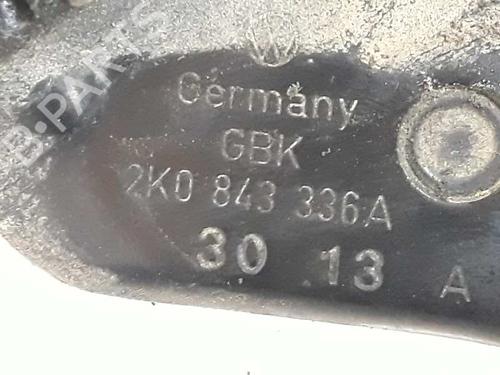 B-PARTS
Germany
GBK
2K0 843 336A
30 13 A